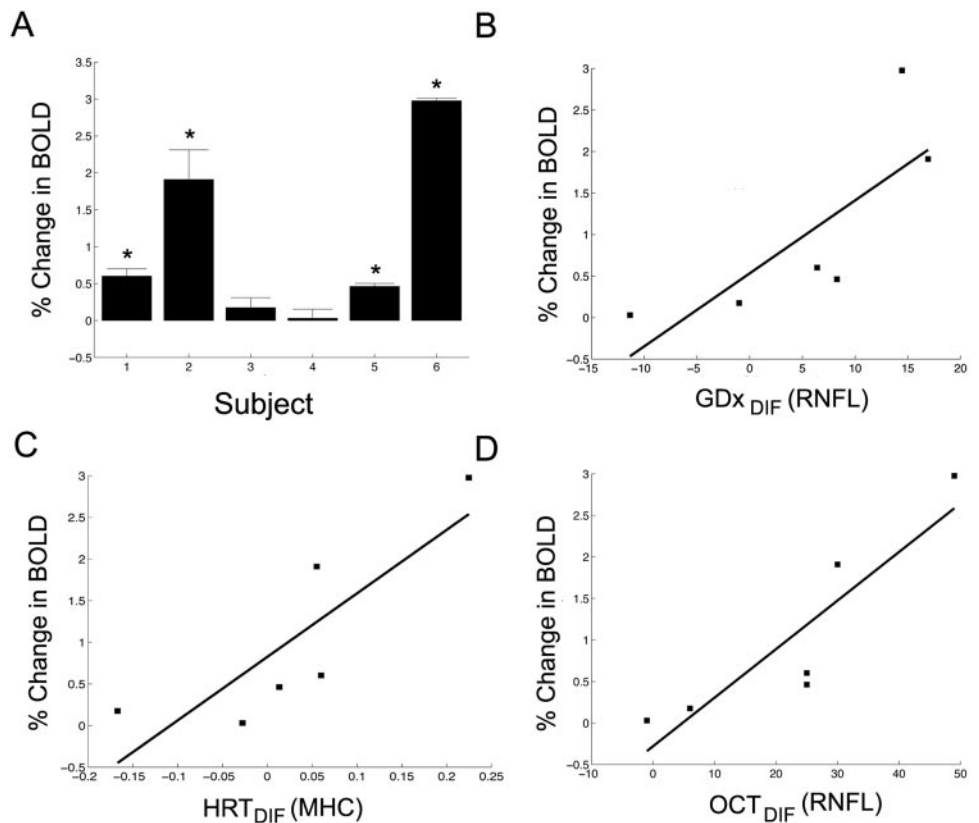 A
% Change in BOLD
3.5
3
2.5
2
1.5
1
0.5
0
−0.5
*
*
*
*
1 2 3 4 5 6
Subject
B
% Change in BOLD
3
2.5
2
1.5
1
0.5
0
−0.5
−15 −10 −5 0 5 10 15 20
GDx DIF (RNFL)
C
% Change in BOLD
3
2.5
2
1.5
1
0.5
0
−0.5
−0.2 −0.15 −0.1 −0.05 0 0.05 0.1 0.15 0.2 0.25
HRT DIF (MHC)
D
% Change in BOLD
3
2.5
2
1.5
1
0.5
0
−0.5
−10 0 10 20 30 40 50
OCT DIF (RNFL)